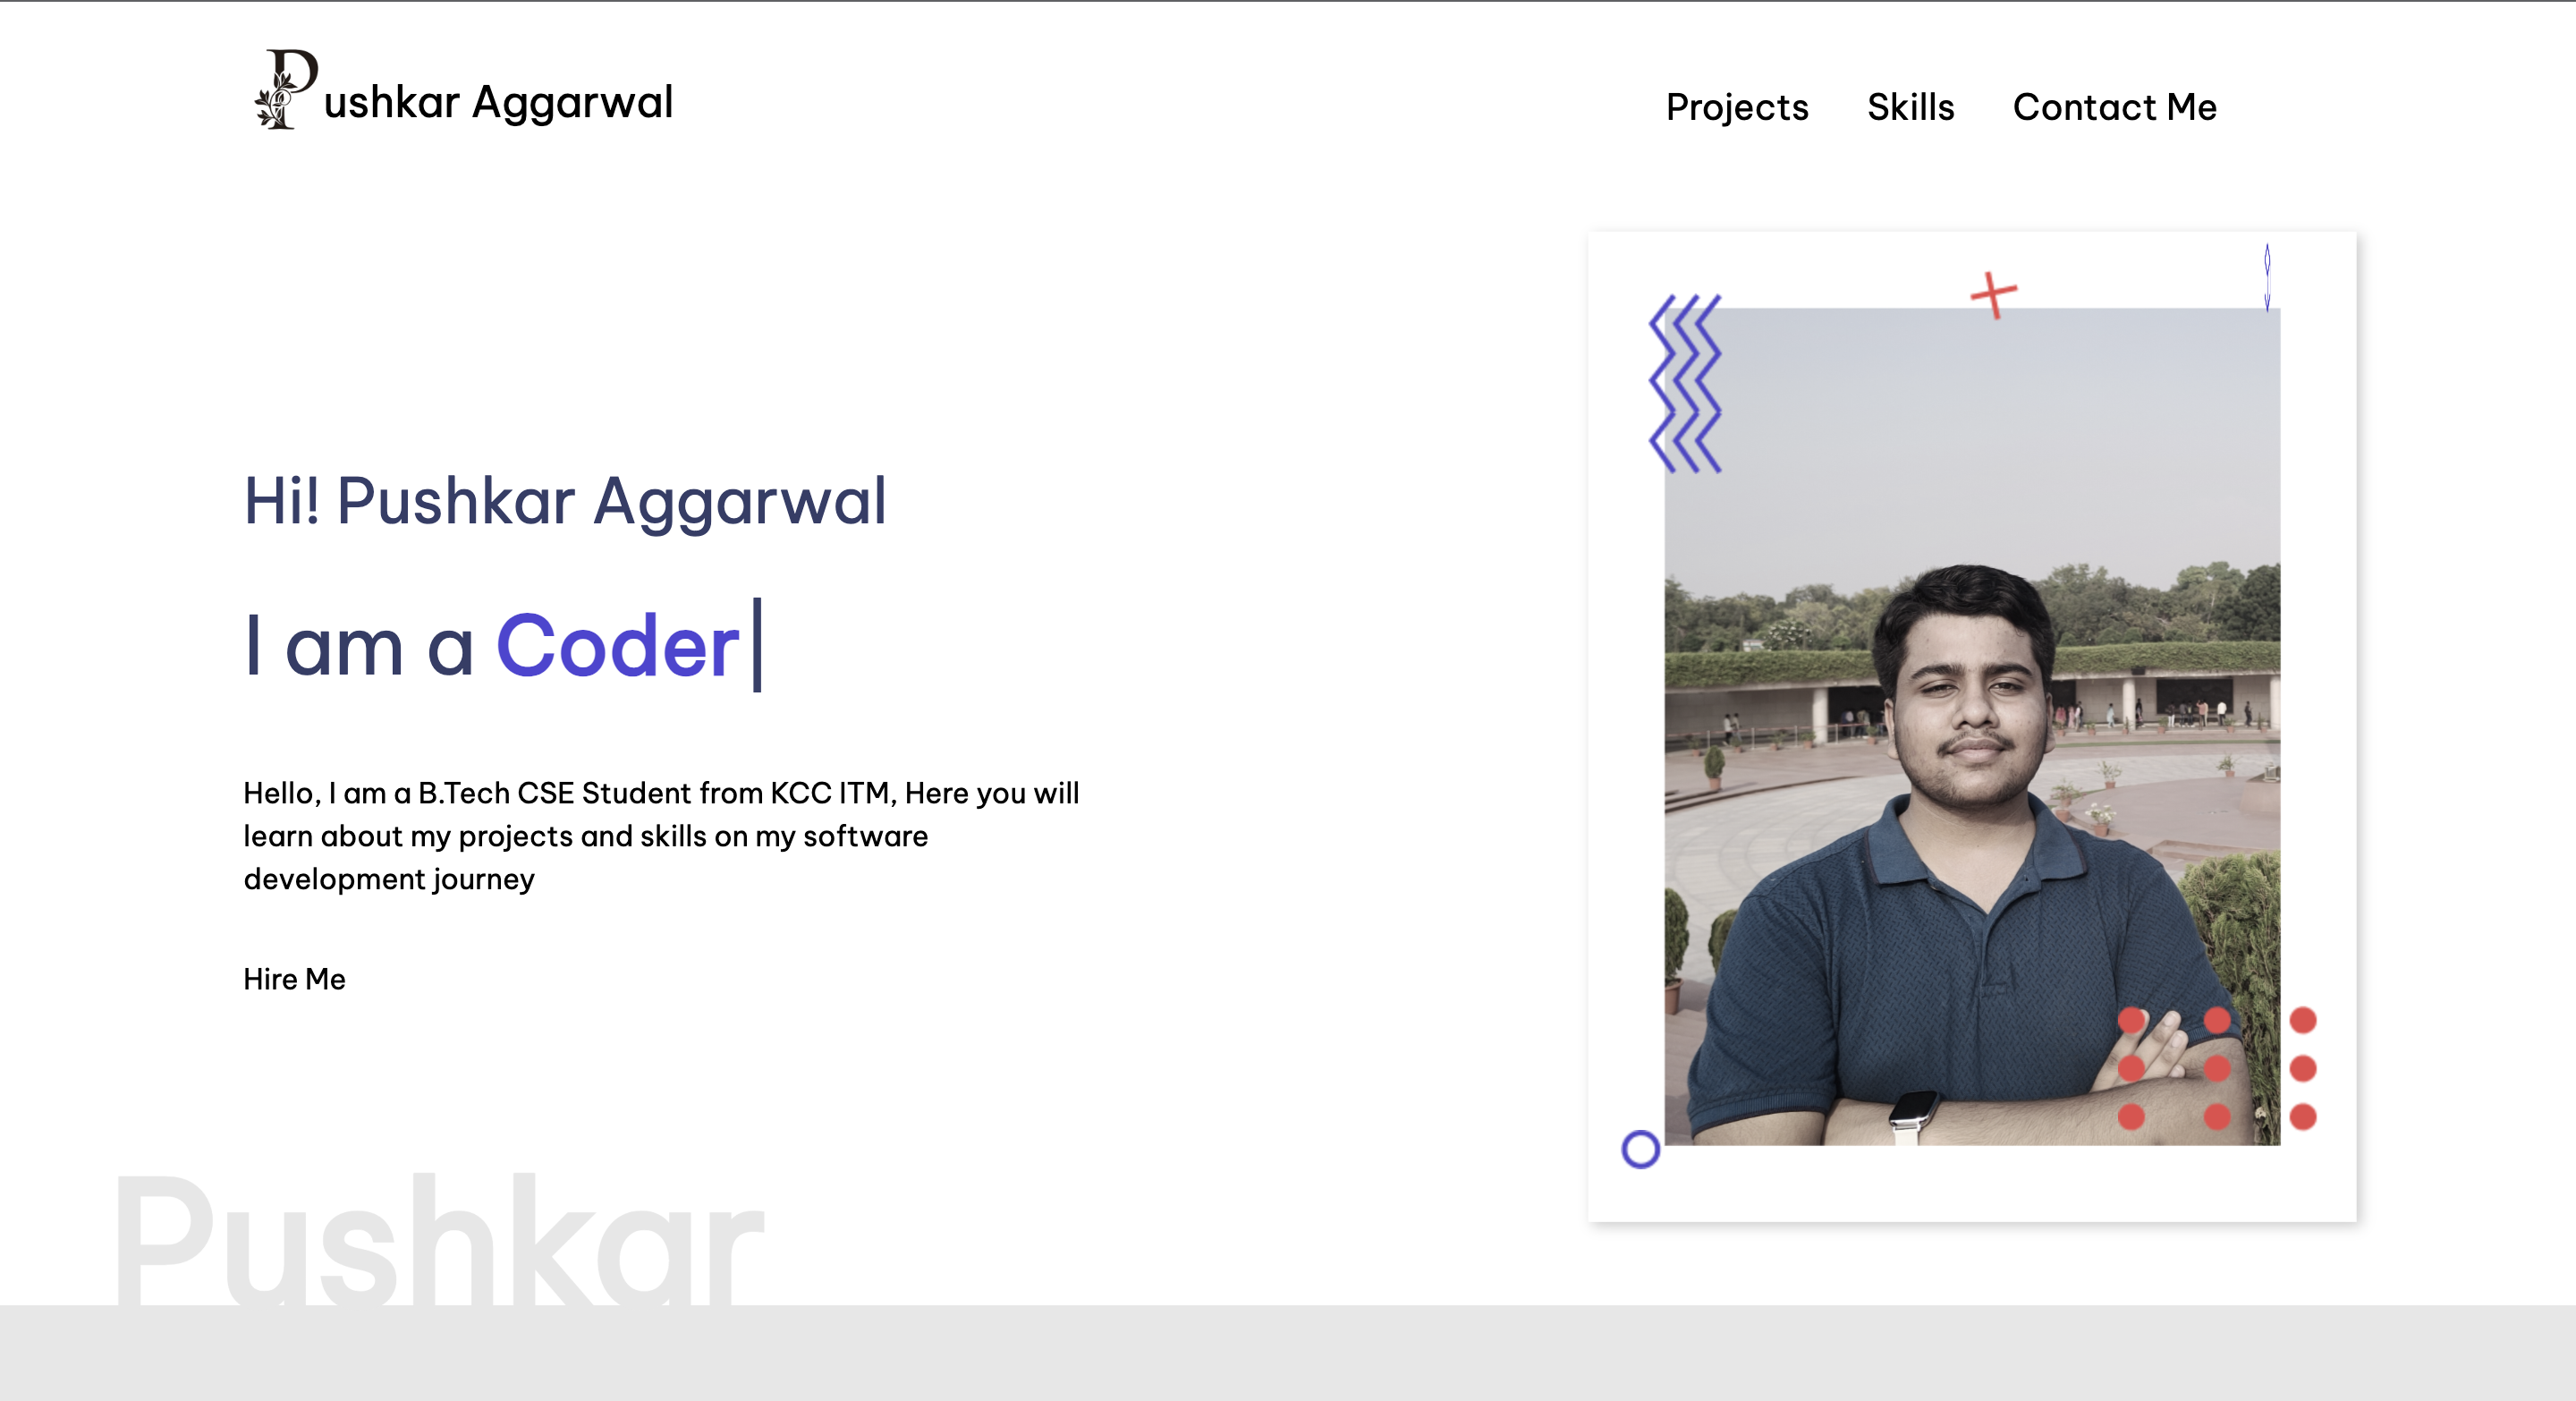 Pushkar Aggarwal
Projects Skills Contact Me
Hi! Pushkar Aggarwal
I am a Coder
Hello, I am a B.Tech CSE Student from KCC ITM, Here you will
learn about my projects and skills on my software
development journey
Hire Me
Pushkar